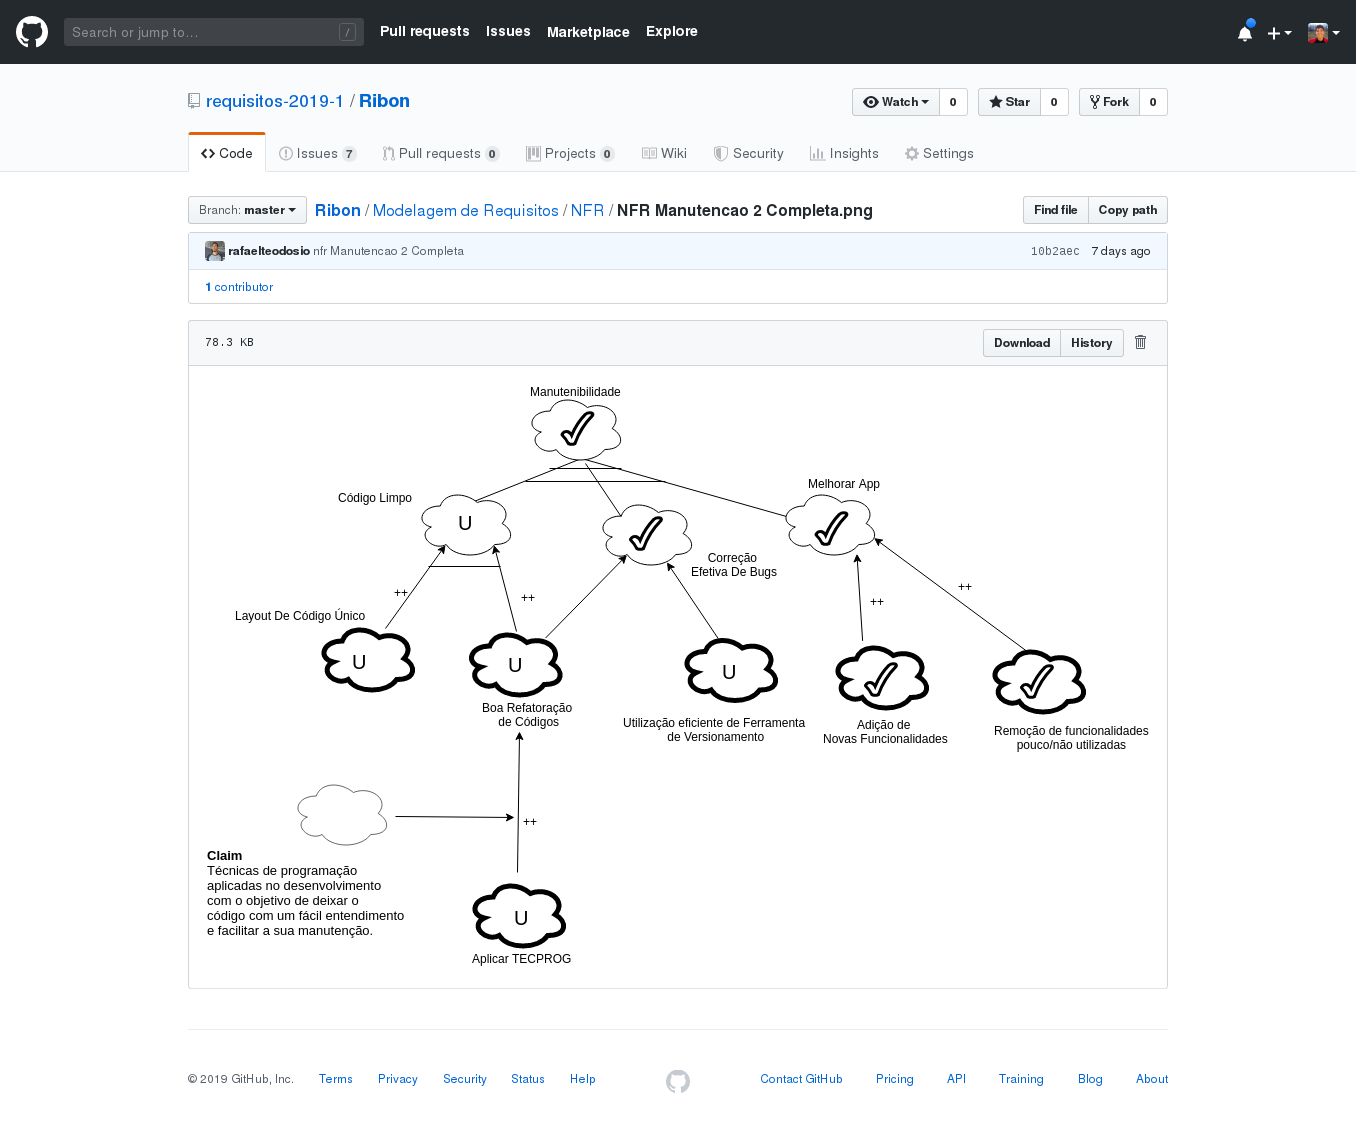 Search or jump to…
/
Pull requests
Issues
Marketplace
Explore
requisitos-2019-1 / Ribon
Watch 0
Star 0
Fork 0
Code
Issues 7
Pull requests 0
Projects 0
Wiki
Security
Insights
Settings
Branch: master
Ribon / Modelagem de Requisitos / NFR / NFR Manutencao 2 Completa.png
Find file
Copy path
rafaelteodosio nfr Manutencao 2 Completa
10b2aec 7 days ago
1 contributor
78.3 KB
Download
History
Manutenibilidade
Melhorar App
Código Limpo
U
Correção
Efetiva De Bugs
++
++
++
++
Layout De Código Único
U
U
U
Boa Refatoração
de Códigos
Utilização eficiente de Ferramenta
de Versionamento
Adição de
Novas Funcionalidades
Remoção de funcionalidades
pouco/não utilizadas
++
Claim
Técnicas de programação
aplicadas no desenvolvimento
com o objetivo de deixar o
código com um fácil entendimento
e facilitar a sua manutenção.
U
Aplicar TECPROG
© 2019 GitHub, Inc.
Terms
Privacy
Security
Status
Help
Contact GitHub
Pricing
API
Training
Blog
About